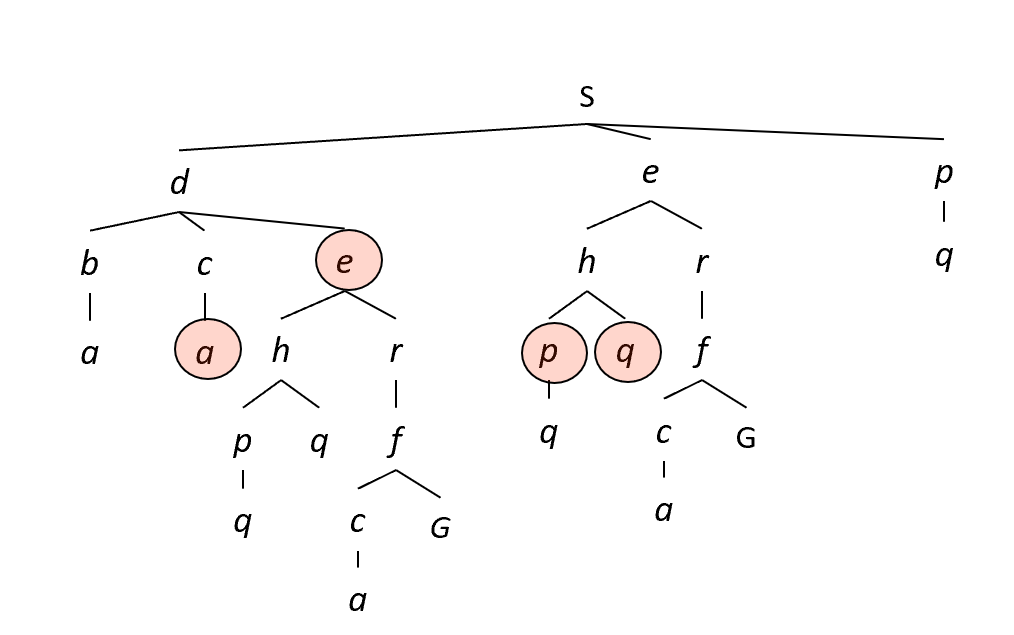 S
d e p
b c e h r q
a a h r p q f
p q f q c G
q c G a
a